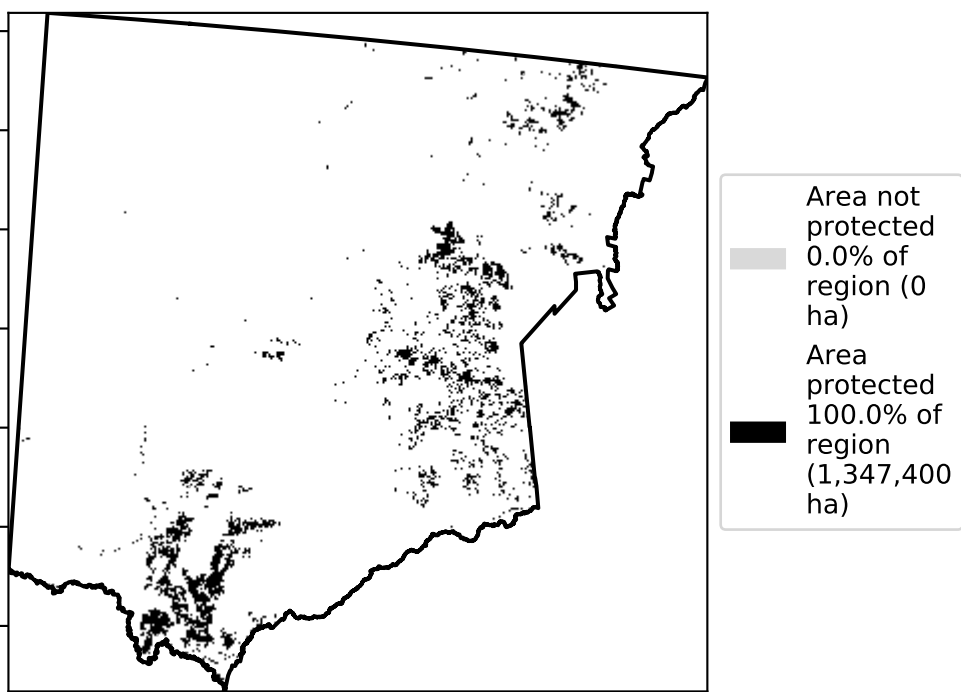 Area not
protected
0.0% of
region (0
ha)
Area
protected
100.0% of
region
(1,347,400
ha)